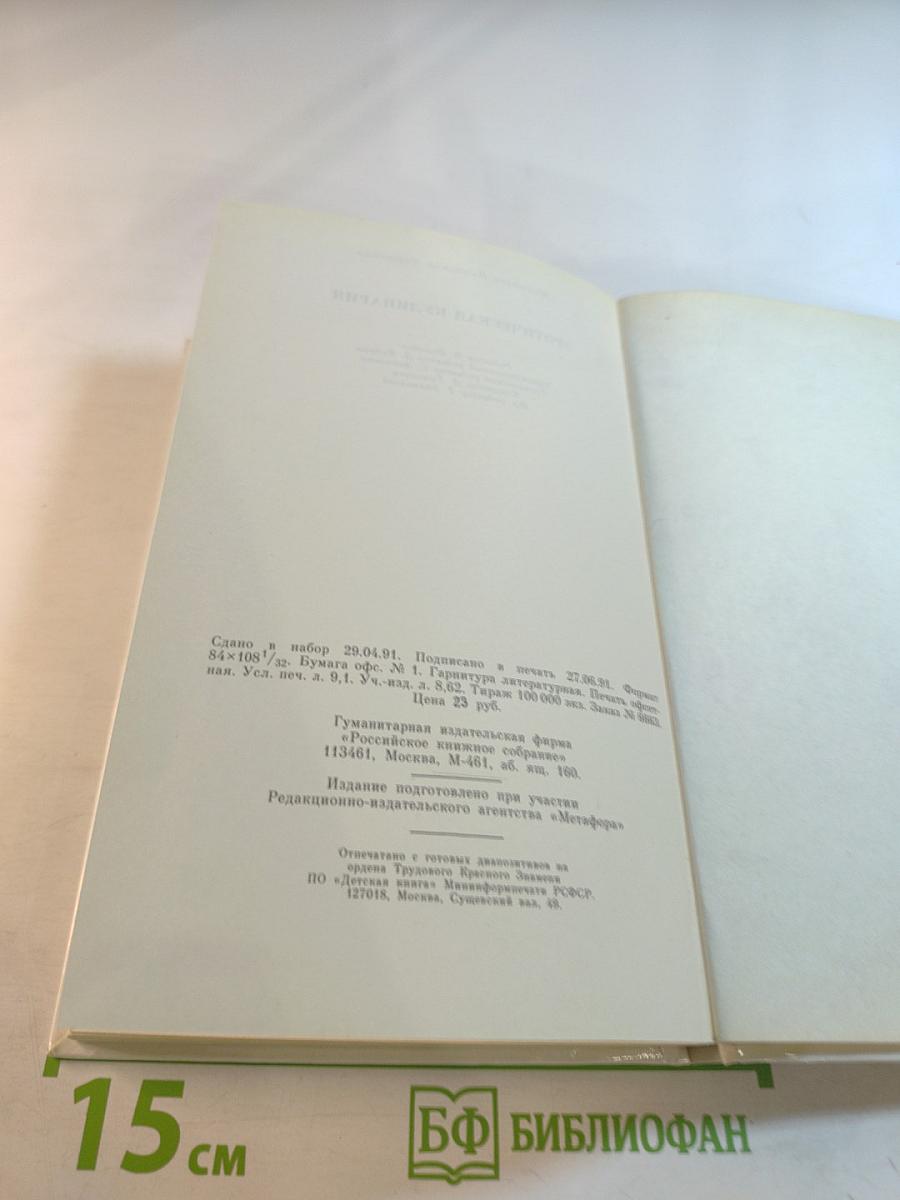 Сдано в набор 29.04.91. Подписано в печать 27.06.91. Формат
84×108 1/32. Бумага офс. № 1. Гарнитура литературная. Печать офсет-
ная. Усл. печ. л. 9,1. Уч.-изд. л. 8,62. Тираж 100 000 экз. Заказ №
Цена 23 руб.
Гуманитарная издательская фирма
«Российское книжное собрание»
113461, Москва, М-461, аб. ящ. 160.
Издание подготовлено при участии
Редакционно-издательского агентства «Метафора»
Отпечатано с готовых диапозитивов на
ордена Трудового Красного Знамени
ПО «Детская книга» Мининформпечати РСФСР.
127018, Москва, Сущевский вал, 49.
15 см
БФ БИБЛИОФАН